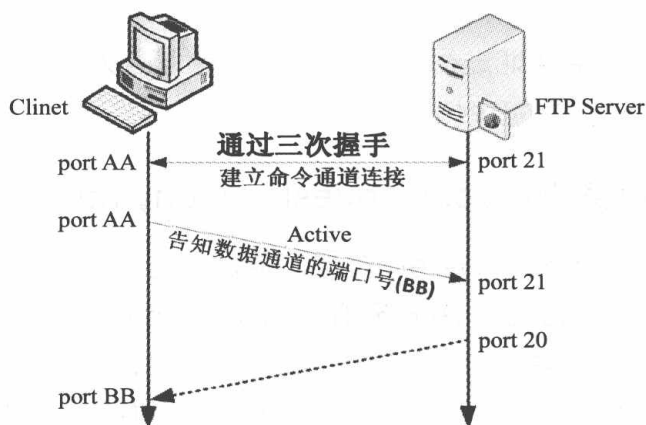 Clinet
FTP Server
通过三次握手
port AA
port 21
建立命令通道连接
port AA
Active
告知数据通道的端口号(BB)
port 21
port 20
port BB